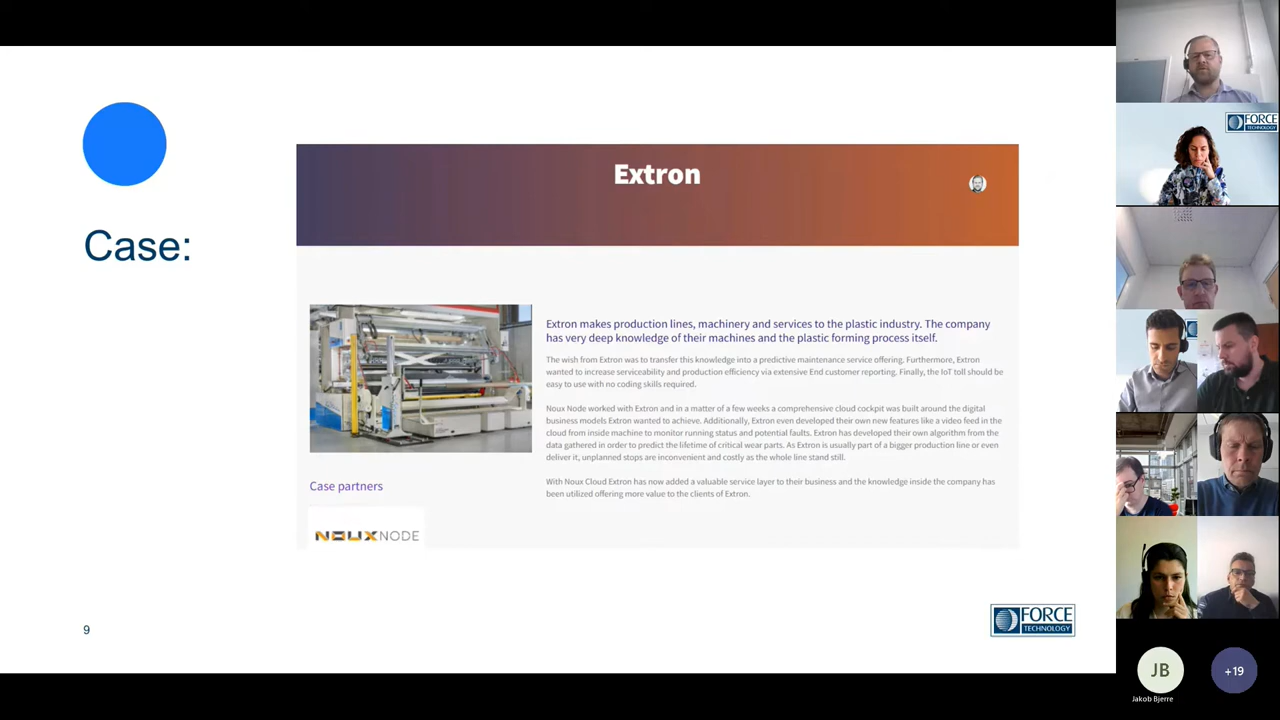 Case:
Extron
Extron makes production lines, machinery and services to the plastic industry. The company
has very deep knowledge of their machines and the plastic forming process itself.
The wish from Extron was to transfer this knowledge into a predictive maintenance service offering. Furthermore, Extron
wanted to increase serviceability and production efficiency via extensive End customer reporting. Finally, the IoT toll should be
easy to use with no coding skills required.
Noux Node worked with Extron and in a matter of a few weeks a comprehensive cloud cockpit was built around the digital
business models Extron wanted to achieve. Additionally, Extron even developed their own new features like a video feed in the
cloud from inside machine to monitor running status and potential faults. Extron has developed their own algorithm from the
data gathered in order to predict the lifetime of critical wear parts. As Extron is usually part of a bigger production line or even
deliver it, unplanned stops are inconvenient and costly as the whole line stand still.
With Noux Cloud Extron has now added a valuable service layer to their business and the knowledge inside the company has
been utilized offering more value to the clients of Extron.
Case partners
NOUXNODE
9
FORCE
TECHNOLOGY
FORCE
TECHNOLOGY
JB
+19
Jakob Bjerre